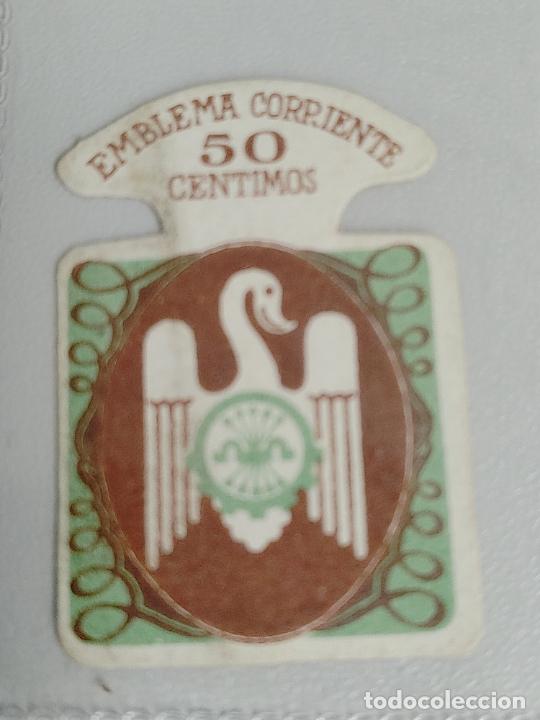 EMBLEMA CORRIENTE
50
CENTIMOS
todocoleccion